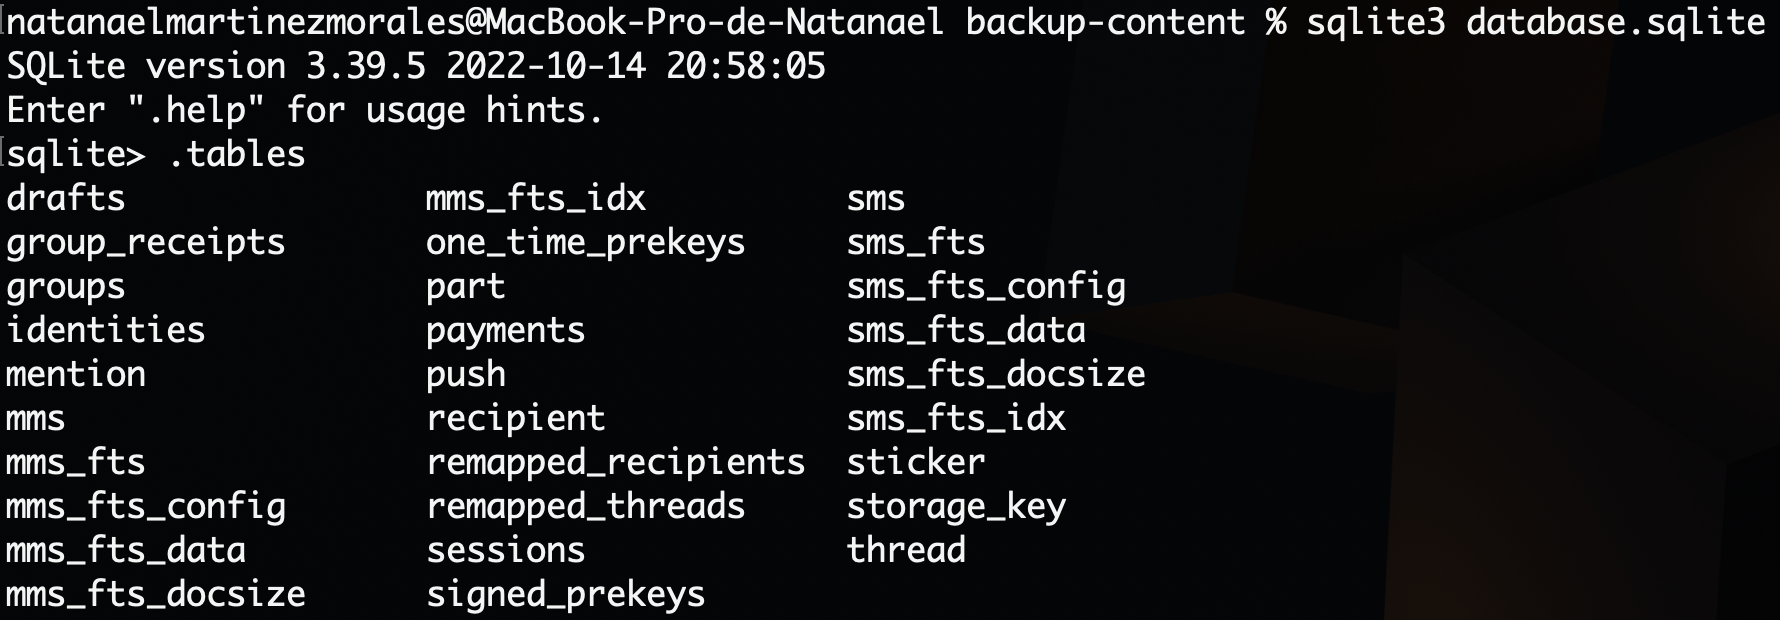 natanaelmartinezmorales@MacBook-Pro-de-Natanael backup-content % sqlite3 database.sqlite
SQLite version 3.39.5 2022-10-14 20:58:05
Enter ".help" for usage hints.
sqlite> .tables
drafts mms_fts_idx sms
group_receipts one_time_prekeys sms_fts
groups part sms_fts_config
identities payments sms_fts_data
mention push sms_fts_docsize
mms recipient sms_fts_idx
mms_fts remapped_recipients sticker
mms_fts_config remapped_threads storage_key
mms_fts_data sessions thread
mms_fts_docsize signed_prekeys